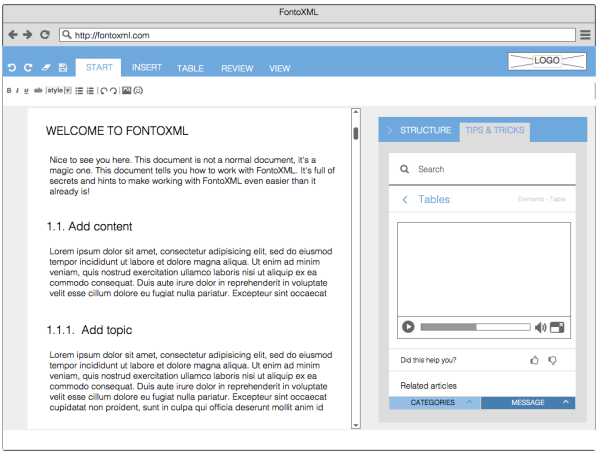 FontoXML
http://fontoxml.com
START INSERT TABLE REVIEW VIEW
LOGO
B I u ab style
STRUCTURE TIPS & TRICKS
WELCOME TO FONTOXML
Nice to see you here. This document is not a normal document, it's a
magic one. This document tells you how to work with FontoXML. It's full of
secrets and hints to make working with FontoXML even easier than it
already is!
1.1. Add content
Lorem ipsum dolor sit amet, consectetur adipisicing elit, sed do eiusmod
tempor incididunt ut labore et dolore magna aliqua. Ut enim ad minim
veniam, quis nostrud exercitation ullamco laboris nisi ut aliquip ex ea
commodo consequat. Duis aute irure dolor in reprehenderit in voluptate
velit esse cillum dolore eu fugiat nulla pariatur. Excepteur sint occaecat
1.1.1. Add topic
Lorem ipsum dolor sit amet, consectetur adipisicing elit, sed do eiusmod
tempor incididunt ut labore et dolore magna aliqua. Ut enim ad minim
veniam, quis nostrud exercitation ullamco laboris nisi ut aliquip ex ea
commodo consequat. Duis aute irure dolor in reprehenderit in voluptate
velit esse cillum dolore eu fugiat nulla pariatur. Excepteur sint occaecat
cupidatat non proident, sunt in culpa qui officia deserunt mollit anim id
Search
Tables
Elements - Table
Did this help you?
Related articles
CATEGORIES MESSAGE